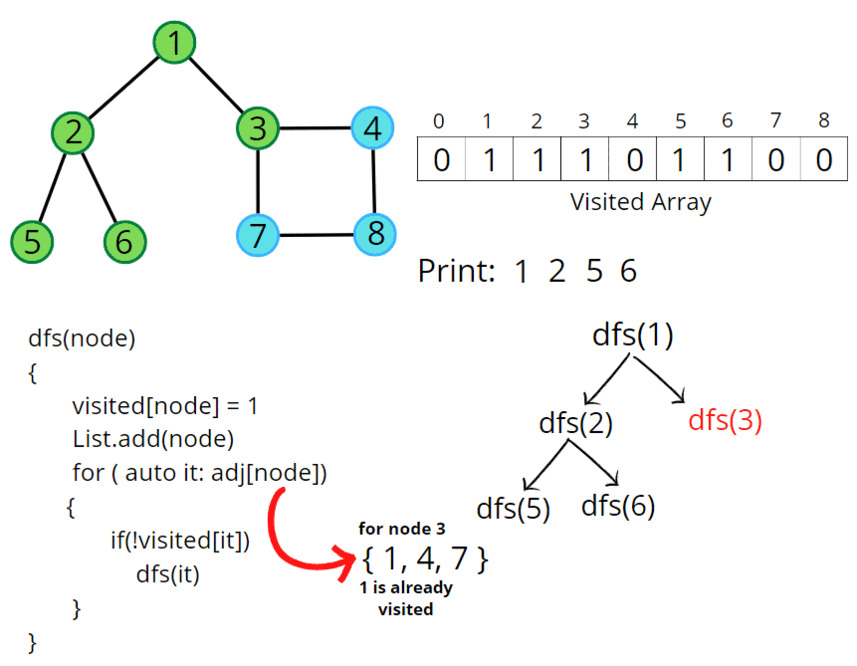 1
2
3
4
5
6
7
8
0 1 2 3 4 5 6 7 8
0 1 1 1 0 1 1 0 0
Visited Array
Print: 1 2 5 6
dfs(node)
{
visited[node] = 1
List.add(node)
for ( auto it: adj[node])
{
if(!visited[it])
dfs(it)
}
}
for node 3
{ 1, 4, 7 }
1 is already
visited
dfs(1)
dfs(2)
dfs(3)
dfs(5)
dfs(6)